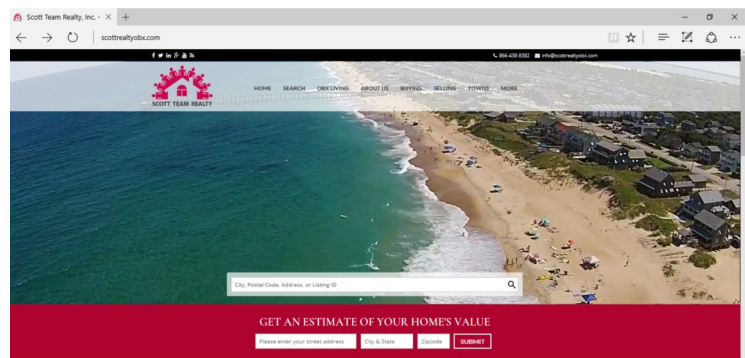 Scott Team Realty, Inc. -
scottrealtyobx.com
866-438-8382 info@scottrealtyobx.com
SCOTT TEAM REALTY
HOME SEARCH OBX LIVING ABOUT US BUYING SELLING TOWNS MORE
City, Postal Code, Address, or Listing ID
GET AN ESTIMATE OF YOUR HOME'S VALUE
Please enter your street address City & State Zipcode SUBMIT